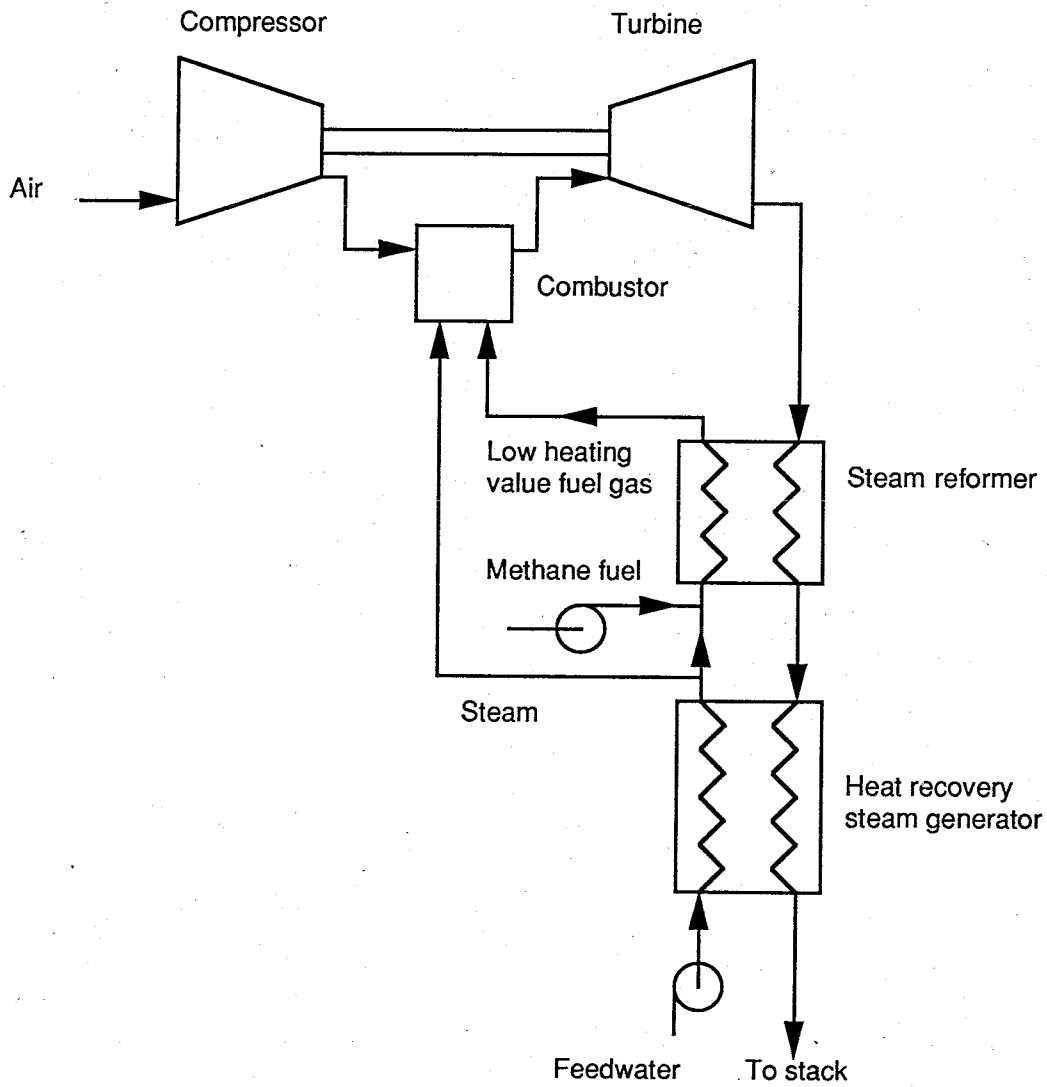 Compressor
Turbine
Air
Combustor
Low heating
value fuel gas
Steam reformer
Methane fuel
Steam
Heat recovery
steam generator
Feedwater
To stack